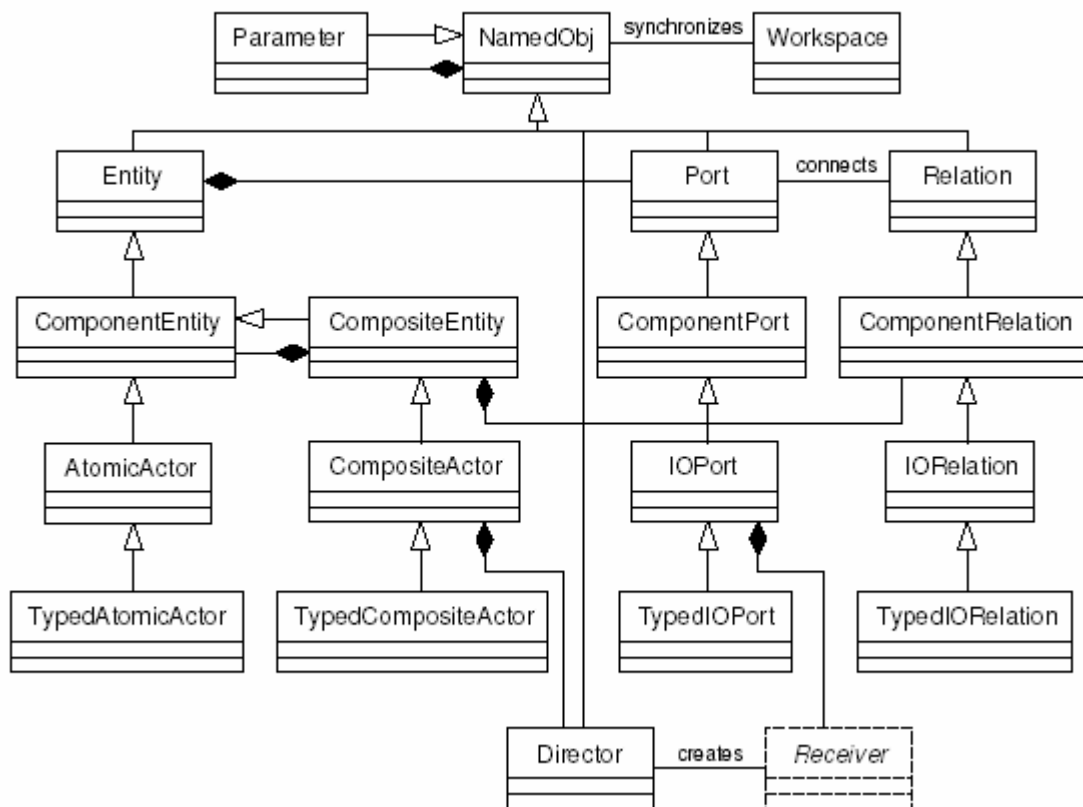 Parameter
NamedObj
synchronizes
Workspace
Entity
Port
connects
Relation
ComponentEntity
CompositeEntity
ComponentPort
ComponentRelation
AtomicActor
CompositeActor
IOPort
IORelation
TypedAtomicActor
TypedCompositeActor
TypedIOPort
TypedIORelation
Director
creates
Receiver